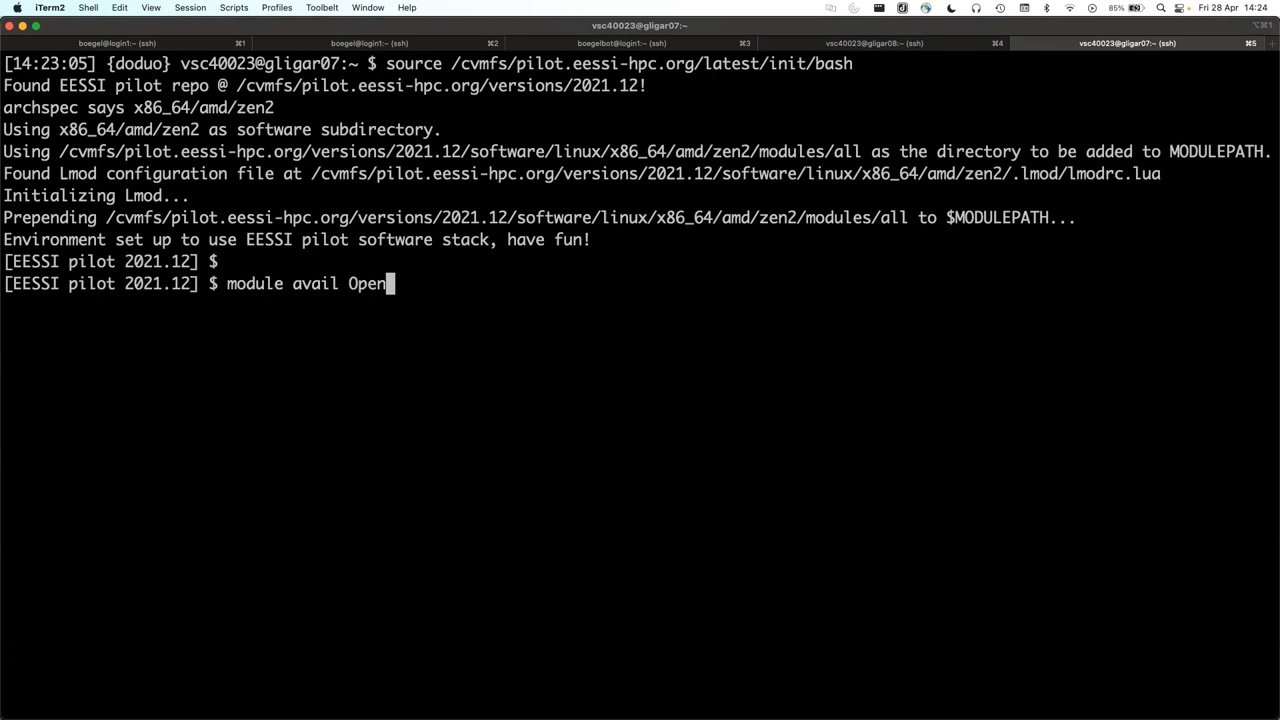 iTerm2 Shell Edit View Session Scripts Profiles Toolbelt Window Help 85% Fri 28 Apr 14:24
vsc40023@gligar07:~ (ssh) ⌥⌘1
boegel@login1:~ (ssh) ⌘1 boegel@login1:~ (ssh) ⌘2 boegelbot@login1:~ (ssh) ⌘3 vsc40023@gligar08:~ (ssh) ⌘4 vsc40023@gligar07:~ (ssh) ⌘5
[14:23:05] {doduo} vsc40023@gligar07:~ $ source /cvmfs/pilot.eessi-hpc.org/latest/init/bash
Found EESSI pilot repo @ /cvmfs/pilot.eessi-hpc.org/versions/2021.12!
archspec says x86_64/amd/zen2
Using x86_64/amd/zen2 as software subdirectory.
Using /cvmfs/pilot.eessi-hpc.org/versions/2021.12/software/linux/x86_64/amd/zen2/modules/all as the directory to be added to MODULEPATH.
Found Lmod configuration file at /cvmfs/pilot.eessi-hpc.org/versions/2021.12/software/linux/x86_64/amd/zen2/.lmod/lmodrc.lua
Initializing Lmod...
Prepending /cvmfs/pilot.eessi-hpc.org/versions/2021.12/software/linux/x86_64/amd/zen2/modules/all to $MODULEPATH...
Environment set up to use EESSI pilot software stack, have fun!
[EESSI pilot 2021.12] $
[EESSI pilot 2021.12] $ module avail Open